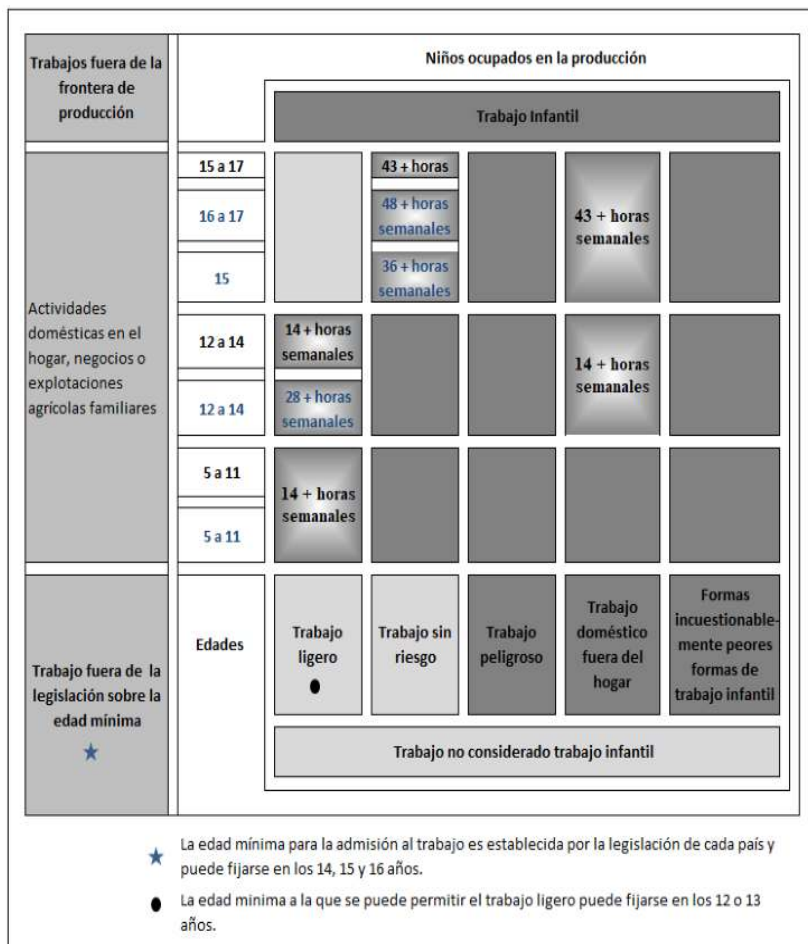 Trabajos fuera de la
frontera de
producción
Niños ocupados en la producción
Trabajo Infantil
Actividades
domésticas en el
hogar, negocios o
explotaciones
agrícolas familiares
15 a 17
43 + horas
16 a 17
48 + horas
semanales
15
36 + horas
semanales
43 + horas
semanales
12 a 14
14 + horas
semanales
12 a 14
28 + horas
semanales
14 + horas
semanales
5 a 11
5 a 11
14 + horas
semanales
Trabajo fuera de la
legislación sobre la
edad mínima
Edades
Trabajo
ligero
Trabajo sin
riesgo
Trabajo
peligroso
Trabajo
doméstico
fuera del
hogar
Formas
incuestionable-
mente peores
formas de
trabajo infantil
Trabajo no considerado trabajo infantil
La edad mínima para la admisión al trabajo es establecida por la legislación de cada país y
puede fijarse en los 14, 15 y 16 años.
La edad minima a la que se puede permitir el trabajo ligero puede fijarse en los 12 o 13
años.